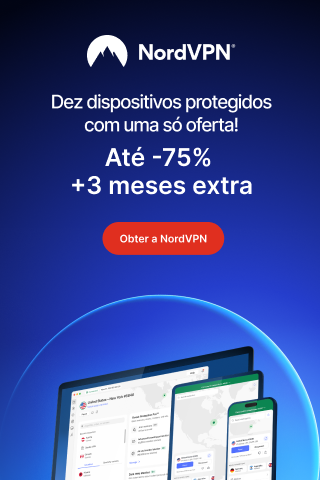 NordVPN®
Dez dispositivos protegidos
com uma só oferta!
Até -75%
+3 meses extra
Obter a NordVPN